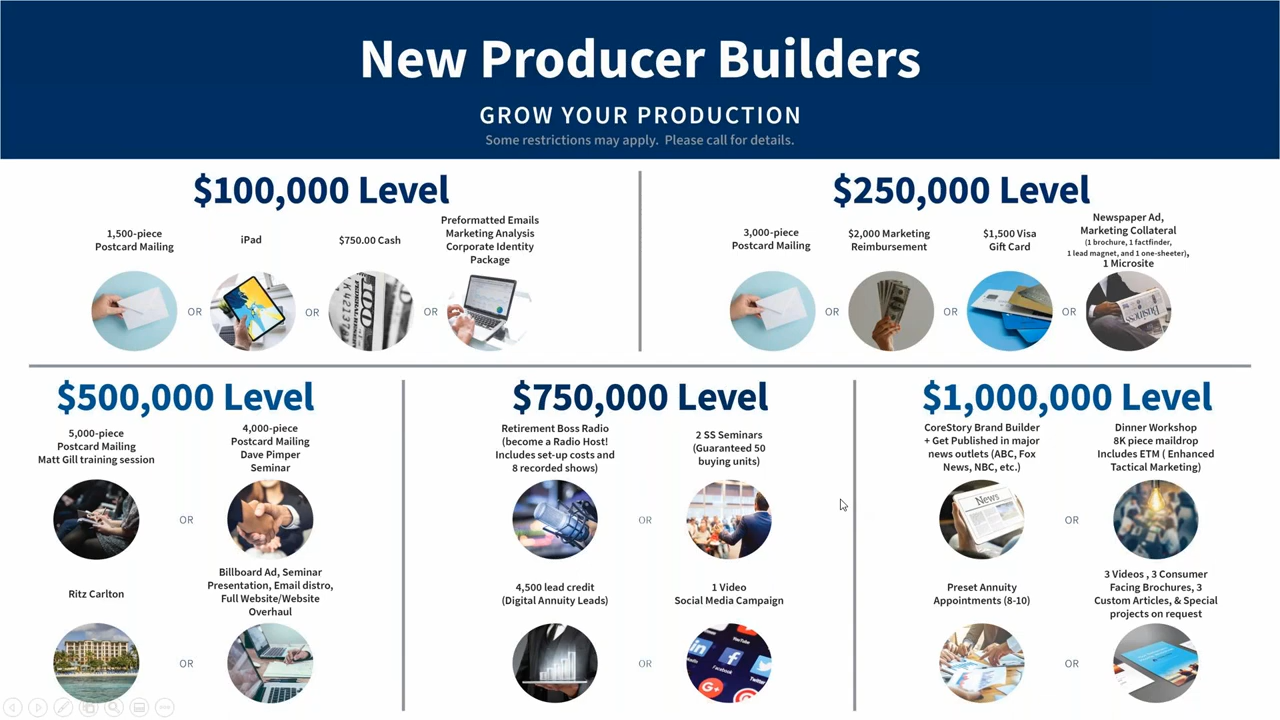 New Producer Builders
GROW YOUR PRODUCTION
Some restrictions may apply. Please call for details.
$100,000 Level
1,500-piece
Postcard Mailing
OR
iPad
OR
$750.00 Cash
OR
Preformatted Emails
Marketing Analysis
Corporate Identity
Package
$250,000 Level
3,000-piece
Postcard Mailing
OR
$2,000 Marketing
Reimbursement
OR
$1,500 Visa
Gift Card
OR
Newspaper Ad,
Marketing Collateral
(1 brochure, 1 factfinder,
1 lead magnet, and 1 one-sheeter),
1 Microsite
$500,000 Level
5,000-piece
Postcard Mailing
Matt Gill training session
OR
4,000-piece
Postcard Mailing
Dave Pimper
Seminar
Ritz Carlton
OR
Billboard Ad, Seminar
Presentation, Email distro,
Full Website/Website
Overhaul
$750,000 Level
Retirement Boss Radio
(become a Radio Host!
Includes set-up costs and
8 recorded shows)
OR
2 SS Seminars
(Guaranteed 50
buying units)
4,500 lead credit
(Digital Annuity Leads)
OR
1 Video
Social Media Campaign
YouTube
Facebook
$1,000,000 Level
CoreStory Brand Builder
+ Get Published in major
news outlets (ABC, Fox
News, NBC, etc.)
News
OR
Dinner Workshop
8K piece maildrop
Includes ETM ( Enhanced
Tactical Marketing)
Preset Annuity
Appointments (8-10)
OR
3 Videos , 3 Consumer
Facing Brochures, 3
Custom Articles, & Special
projects on request